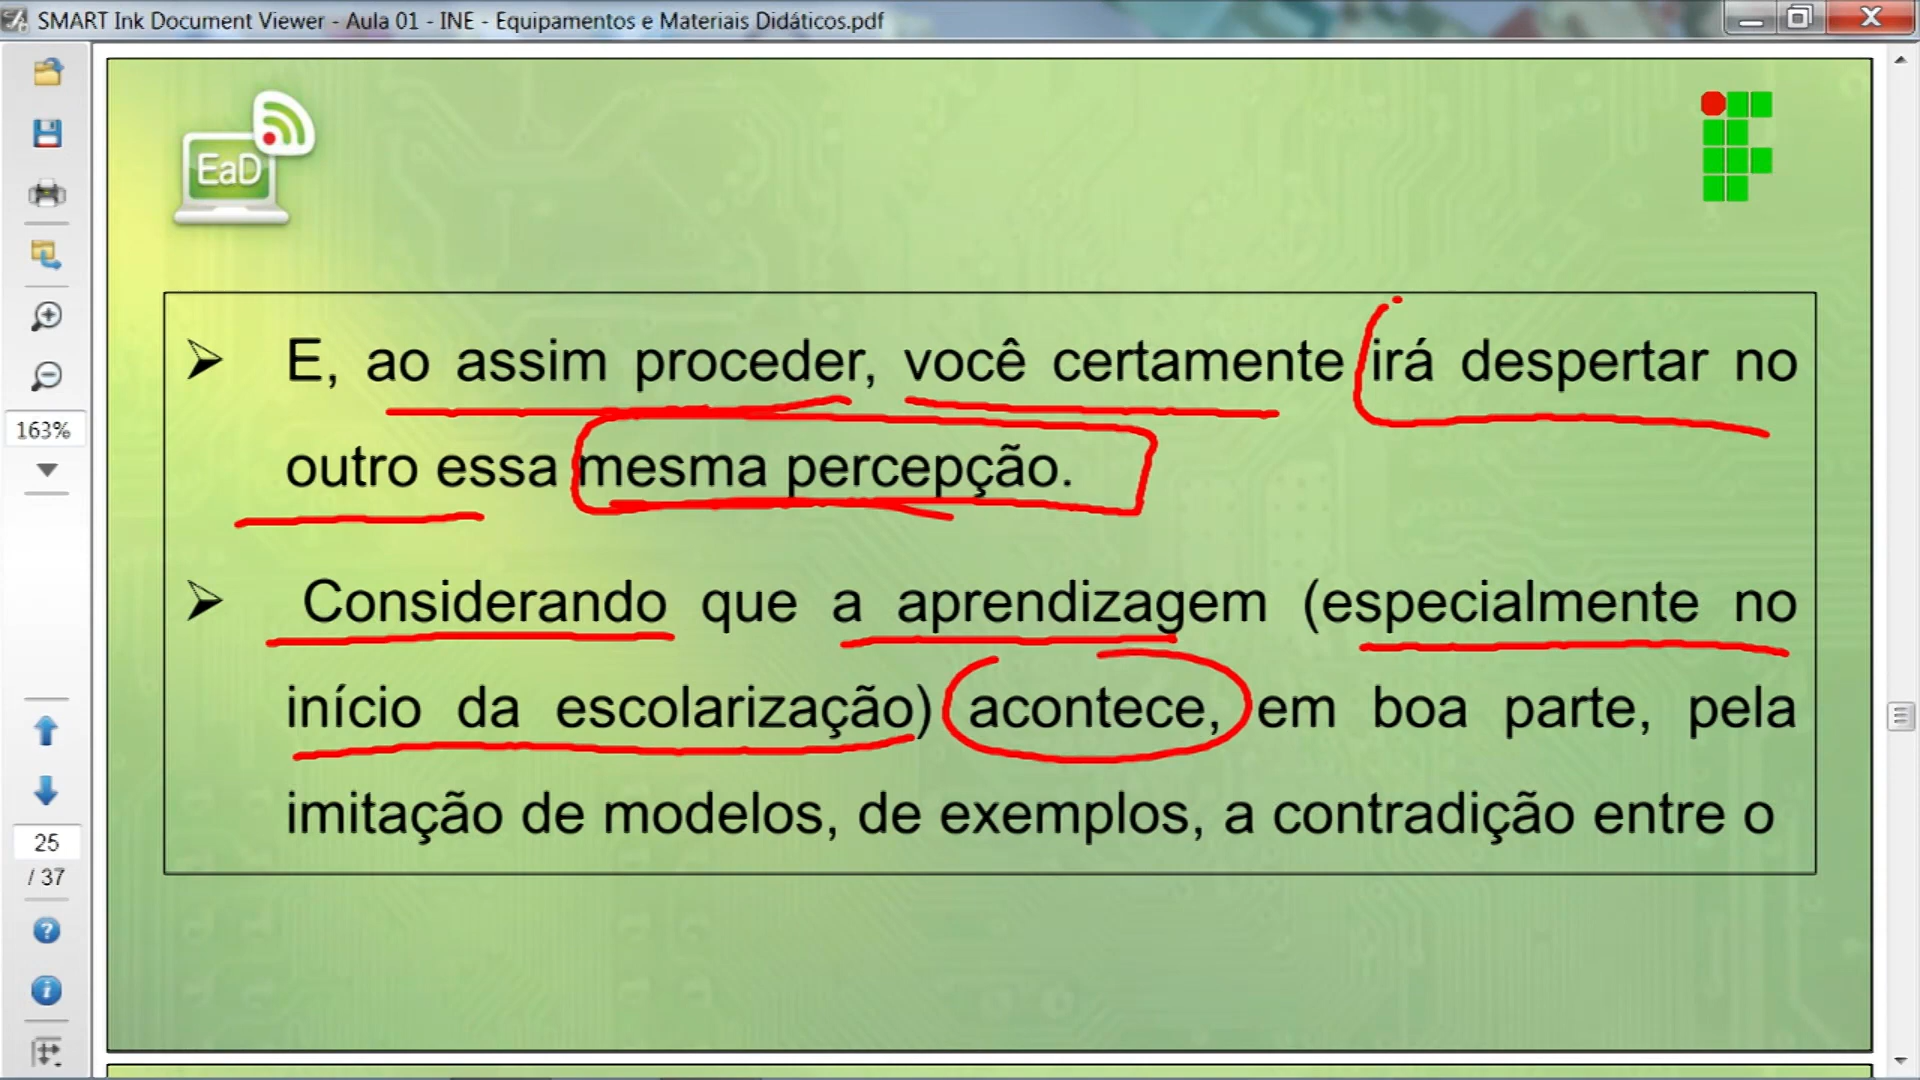 SMART Ink Document Viewer - Aula 01 - INE - Equipamentos e Materiais Didáticos.pdf
EaD
163%
25
/ 37
➢ E, ao assim proceder, você certamente irá despertar no
outro essa mesma percepção.
➢ Considerando que a aprendizagem (especialmente no
início da escolarização) acontece, em boa parte, pela
imitação de modelos, de exemplos, a contradição entre o